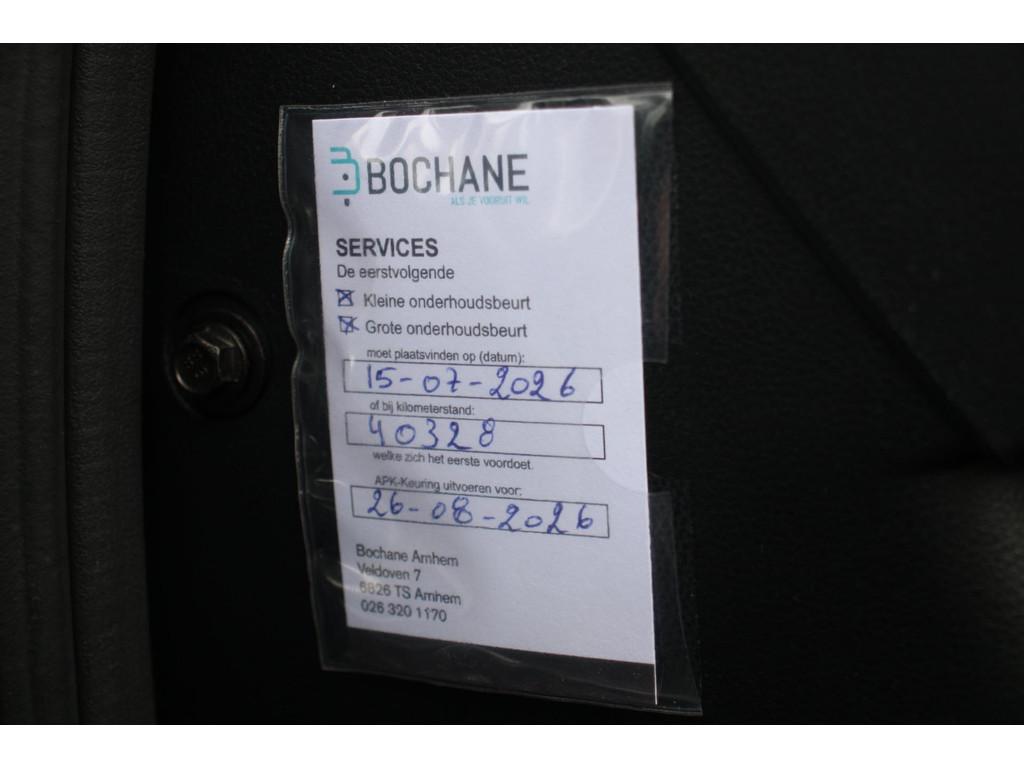 BOCHANE
ALS JE VOORUIT WIL
SERVICES
De eerstvolgende
Kleine onderhoudsbeurt
Grote onderhoudsbeurt
moet plaatsvinden op (datum):
15-07-2026
of bij kilometerstand:
40328
welke zich het eerste voordoet.
APK-Keuring uitvoeren voor:
26-08-2026
Bochane Arnhem
Veldoven 7
6826 TS Arnhem
026 320 1170